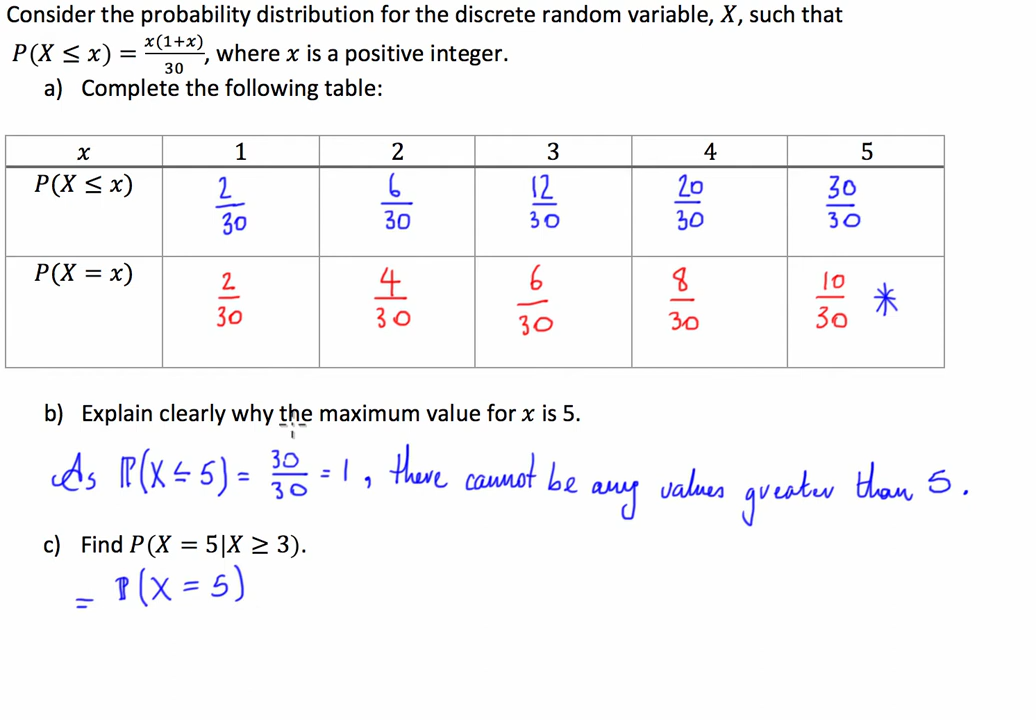 Consider the probability distribution for the discrete random variable, X, such that
P(X ≤ x) = x(1+x)/30, where x is a positive integer.
a) Complete the following table:
x 1 2 3 4 5
P(X ≤ x) 2/30 6/30 12/30 20/30 30/30
P(X = x) 2/30 4/30 6/30 8/30 10/30 *
b) Explain clearly why the maximum value for x is 5.
As P(X ≤ 5) = 30/30 = 1, there cannot be any values greater than 5.
c) Find P(X = 5|X ≥ 3).
= P(X = 5)